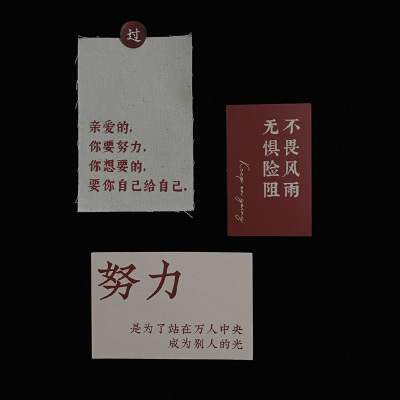 过
亲爱的,
你要努力,
你想要的,
要你自己给自己.
不畏风雨
无惧险阻
Keep on going
努力
是为了站在万人中央
成为别人的光